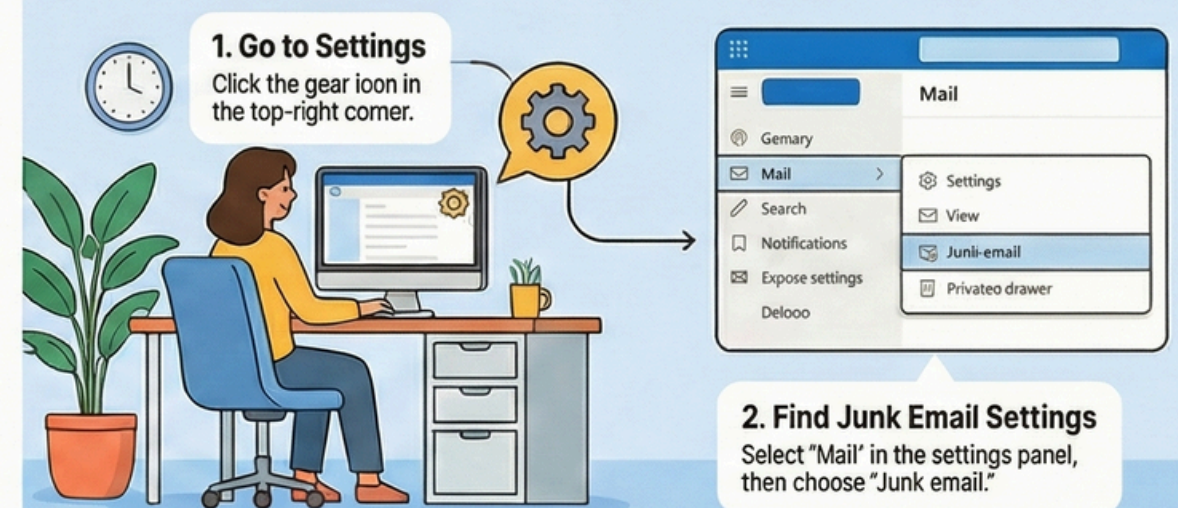 1. Go to Settings
Click the gear ioon in
the top-right comer.
Mail
Gemary
Mail
Search
Notifications
Expose settings
Delooo
Settings
View
Junli-email
Privateo drawer
2. Find Junk Email Settings
Select "Mail' in the settings panel,
then choose "Junk email."